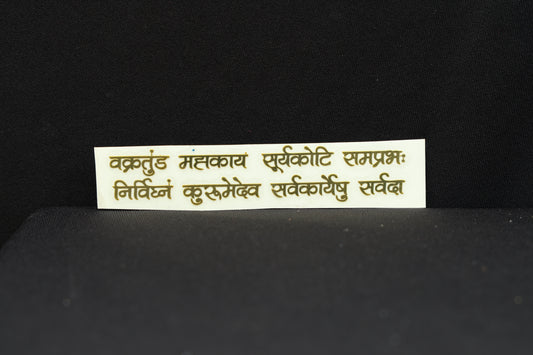 वक्रतुंड महाकायं सूर्यकोटि समप्रभः
निर्विघ्नं कुरूमेदेव सर्वकार्येषु सर्वदा